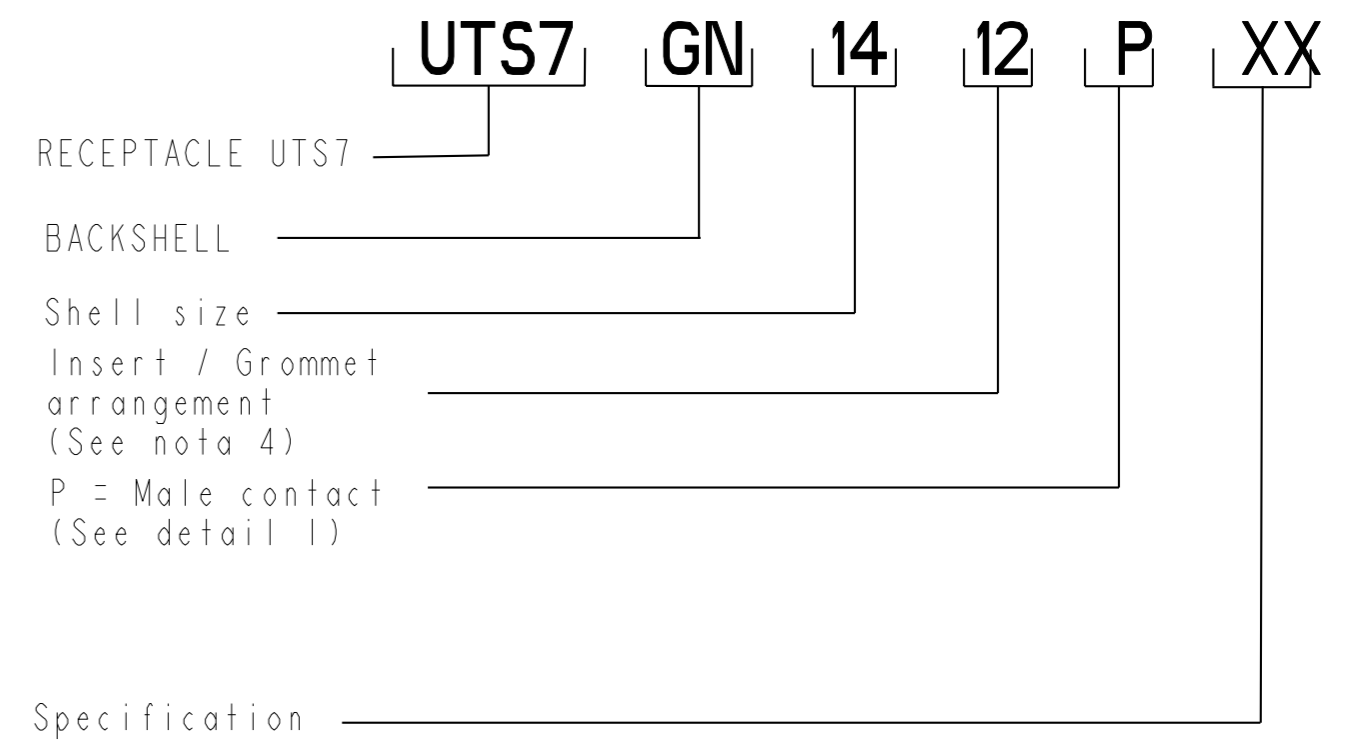 UTS7 GN 14 12 P XX
RECEPTACLE UTS7
BACKSHELL
Shell size
Insert / Grommet
arrangement
(See nota 4)
P = Male contact
(See detail 1)
Specification